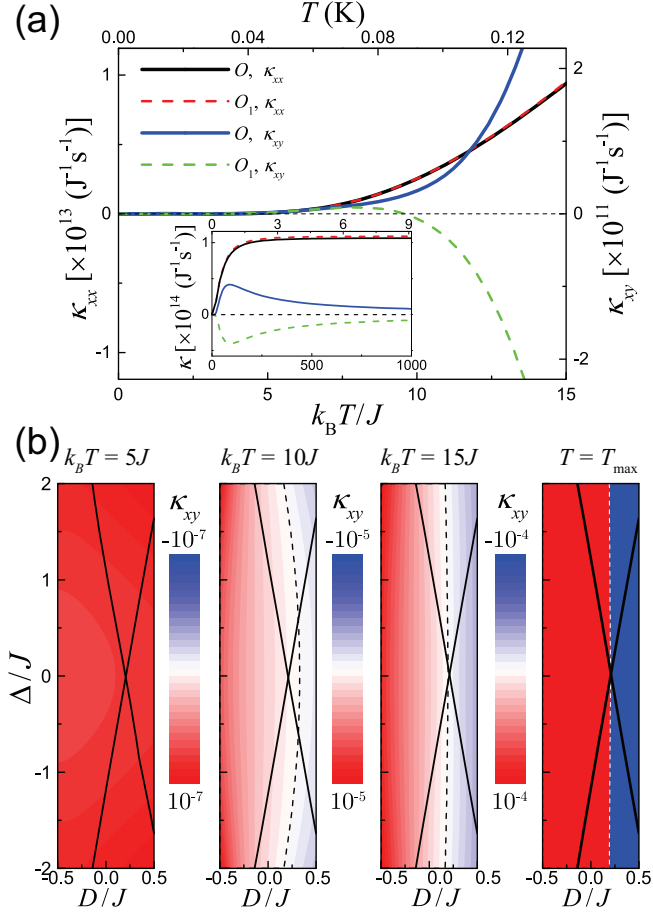 (a)
T (K)
0.00 0.04 0.08 0.12
O, κxx
O1, κxx
O, κxy
O1, κxy
κxx [×10^13 (J^-1s^-1)]
1
0
-1
κxy [×10^11 (J^-1s^-1)]
2
0
-2
0 3 6 9
κ [×10^14 (J^-1s^-1)]
1
0
0 500 1000
0 5 10 15
kBT/J
(b)
kBT = 5J kBT = 10J kBT = 15J T = Tmax
κxy κxy κxy
-10^-7 -10^-5 -10^-4
10^-7 10^-5 10^-4
Δ/J
2
1
0
-1
-2
-0.5 0.0 0.5 -0.5 0.0 0.5 -0.5 0.0 0.5 -0.5 0.0 0.5
D/J D/J D/J D/J